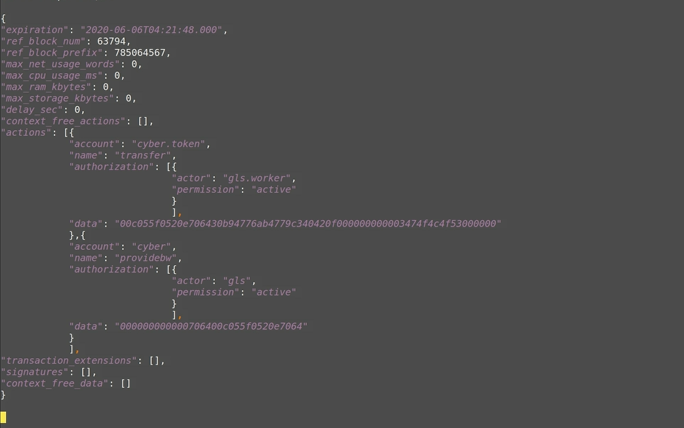 {
"expiration": "2020-06-06T04:21:48.000",
"ref_block_num": 63794,
"ref_block_prefix": 785064567,
"max_net_usage_words": 0,
"max_cpu_usage_ms": 0,
"max_ram_kbytes": 0,
"max_storage_kbytes": 0,
"delay_sec": 0,
"context_free_actions": [],
"actions": [{
"account": "cyber.token",
"name": "transfer",
"authorization": [{
"actor": "gls.worker",
"permission": "active"
}
],
"data": "00c055f0520e706430b94776ab4779c340420f000000000003474f4c4f53000000"
},{
"account": "cyber",
"name": "providebw",
"authorization": [{
"actor": "gls",
"permission": "active"
}
],
"data": "000000000000706400c055f0520e7064"
}
],
"transaction_extensions": [],
"signatures": [],
"context_free_data": []
}